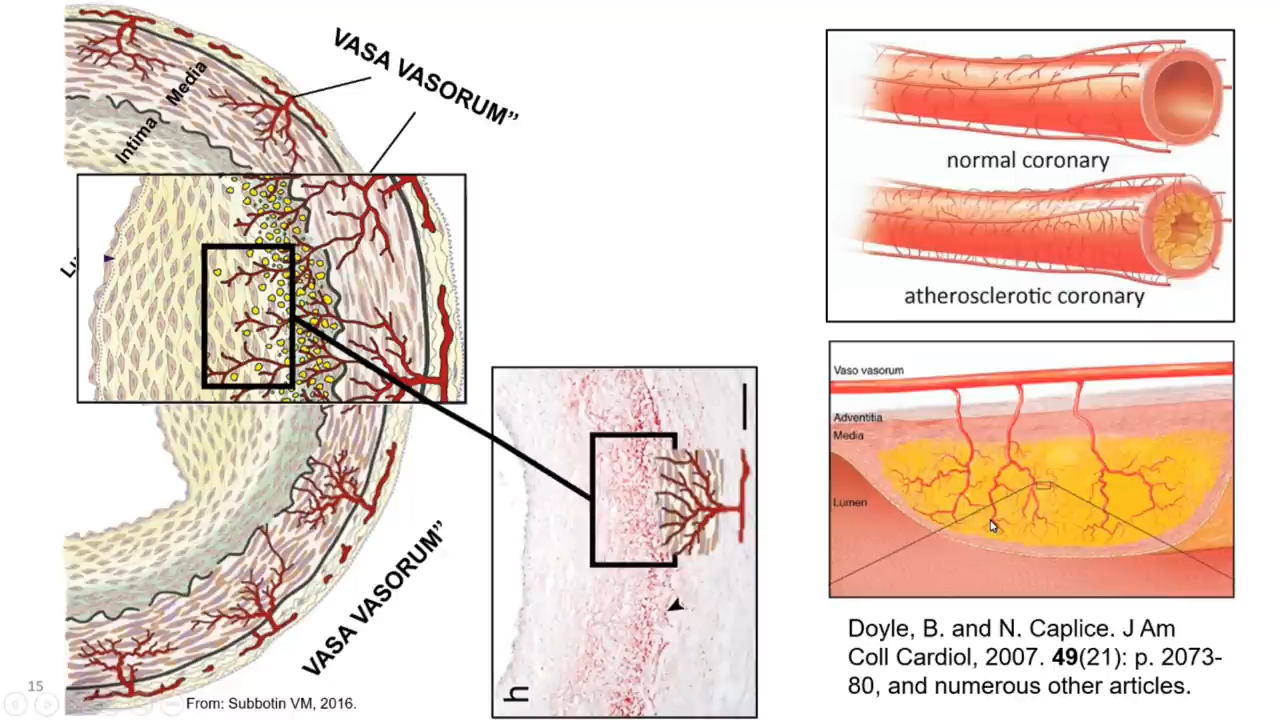 VASA VASORUM”
Media
Intima
Lu
VASA VASORUM”
15
From: Subbotin VM, 2016.
h
normal coronary
atherosclerotic coronary
Vaso vasorum
Adventitia
Media
Lumen
Doyle, B. and N. Caplice. J Am
Coll Cardiol, 2007. 49(21): p. 2073-
80, and numerous other articles.